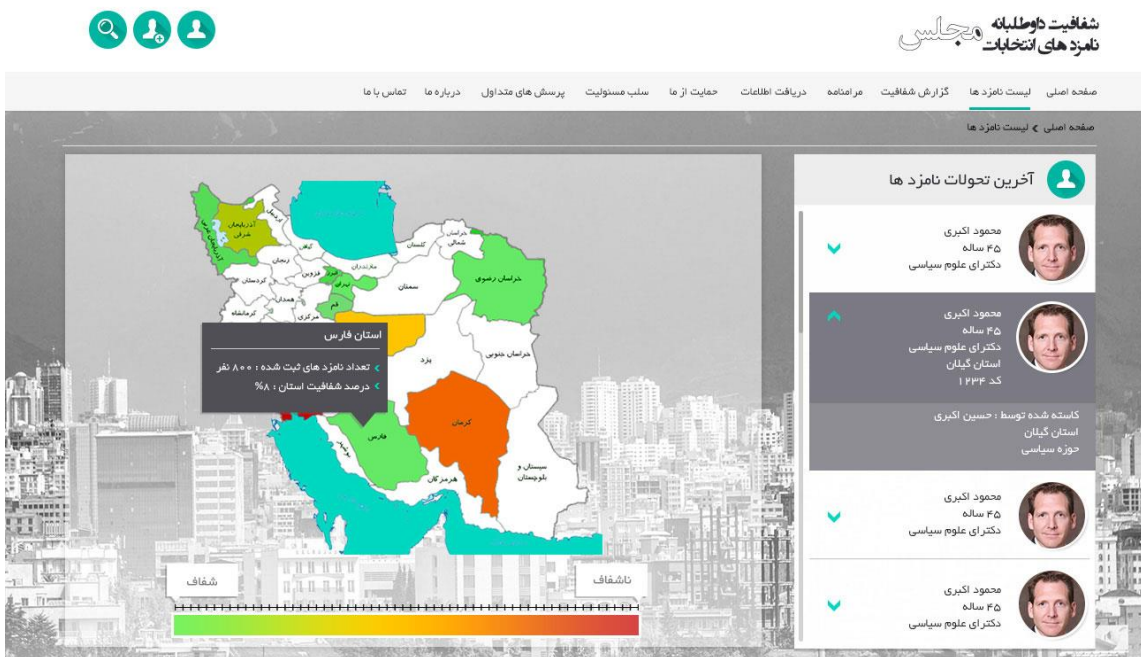 شفافیت داوطلبانه
نامزد های انتخابات
مجلس
صفحه اصلی
لیست نامزد ها
گزارش شفافیت
مرامنامه
دریافت اطلاعات
حمایت از ما
سلب مسئولیت
پرسش های متداول
درباره ما
تماس با ما
صفحه اصلی > لیست نامزد ها
آخرین تحولات نامزد ها
محمود اکبری
۴۵ ساله
دکترای علوم سیاسی
محمود اکبری
۴۵ ساله
دکترای علوم سیاسی
استان گیلان
کد ۱۲۳۴
کاسته شده توسط : حسین اکبری
استان گیلان
حوزه سیاسی
محمود اکبری
۴۵ ساله
دکترای علوم سیاسی
محمود اکبری
۴۵ ساله
دکترای علوم سیاسی
آذربایجان
شرقی
آذربایجان غربی
اردبیل
گیلان
زنجان
کردستان
قزوین
مازندران
گلستان
خراسان
شمالی
خراسان رضوی
سمنان
تهران
البرز
قم
همدان
کرمانشاه
مرکزی
استان فارس
تعداد نامزد های ثبت شده : ۸۰۰ نفر
درصد شفافیت استان : ۸%
یزد
خراسان جنوبی
کرمان
فارس
بوشهر
هرمزگان
سیستان و
بلوچستان
ناشفاف
شفاف